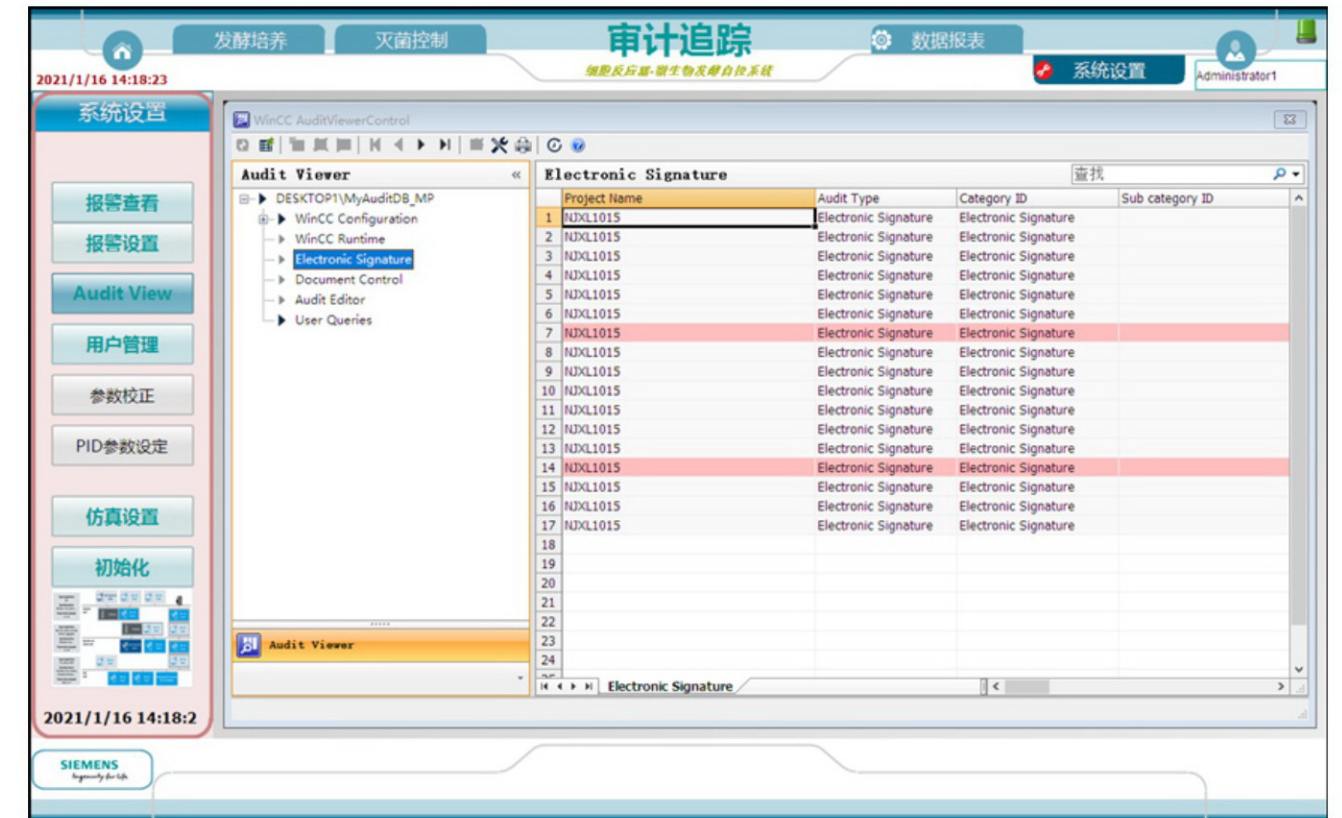 发酵培养
灭菌控制
审计追踪
数据报表
细胞反应器-微生物发酵自控系统
2021/1/16 14:18:23
系统设置
Administrator1
系统设置
报警查看
报警设置
Audit View
用户管理
参数校正
PID参数设定
仿真设置
初始化
2021/1/16 14:18:2
WinCC AuditViewerControl
Audit Viewer «
DESKTOP1\MyAuditDB_MP
WinCC Configuration
WinCC Runtime
Electronic Signature
Document Control
Audit Editor
User Queries
Audit Viewer
Electronic Signature
查找
Project Name Audit Type Category ID Sub category ID
1 NJXL1015 Electronic Signature Electronic Signature
2 NJXL1015 Electronic Signature Electronic Signature
3 NJXL1015 Electronic Signature Electronic Signature
4 NJXL1015 Electronic Signature Electronic Signature
5 NJXL1015 Electronic Signature Electronic Signature
6 NJXL1015 Electronic Signature Electronic Signature
7 NJXL1015 Electronic Signature Electronic Signature
8 NJXL1015 Electronic Signature Electronic Signature
9 NJXL1015 Electronic Signature Electronic Signature
10 NJXL1015 Electronic Signature Electronic Signature
11 NJXL1015 Electronic Signature Electronic Signature
12 NJXL1015 Electronic Signature Electronic Signature
13 NJXL1015 Electronic Signature Electronic Signature
14 NJXL1015 Electronic Signature Electronic Signature
15 NJXL1015 Electronic Signature Electronic Signature
16 NJXL1015 Electronic Signature Electronic Signature
17 NJXL1015 Electronic Signature Electronic Signature
18
19
20
21
22
23
24
Electronic Signature
SIEMENS
Ingenuity for life